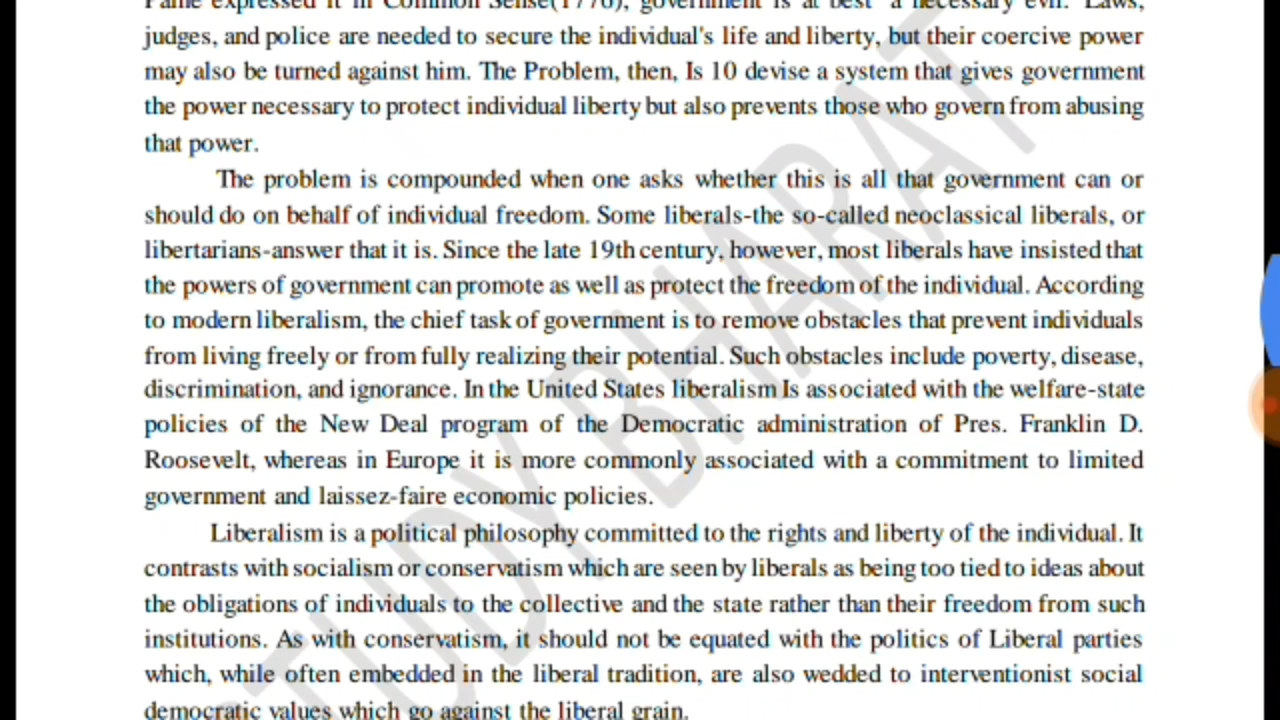 Paine expressed it in Common Sense(1776), government is at best "a necessary evil." Laws,
judges, and police are needed to secure the individual's life and liberty, but their coercive power
may also be turned against him. The Problem, then, Is 10 devise a system that gives government
the power necessary to protect individual liberty but also prevents those who govern from abusing
that power.
The problem is compounded when one asks whether this is all that government can or
should do on behalf of individual freedom. Some liberals-the so-called neoclassical liberals, or
libertarians-answer that it is. Since the late 19th century, however, most liberals have insisted that
the powers of government can promote as well as protect the freedom of the individual. According
to modern liberalism, the chief task of government is to remove obstacles that prevent individuals
from living freely or from fully realizing their potential. Such obstacles include poverty, disease,
discrimination, and ignorance. In the United States liberalism Is associated with the welfare-state
policies of the New Deal program of the Democratic administration of Pres. Franklin D.
Roosevelt, whereas in Europe it is more commonly associated with a commitment to limited
government and laissez-faire economic policies.
Liberalism is a political philosophy committed to the rights and liberty of the individual. It
contrasts with socialism or conservatism which are seen by liberals as being too tied to ideas about
the obligations of individuals to the collective and the state rather than their freedom from such
institutions. As with conservatism, it should not be equated with the politics of Liberal parties
which, while often embedded in the liberal tradition, are also wedded to interventionist social
democratic values which go against the liberal grain.
STUDY BHARAT